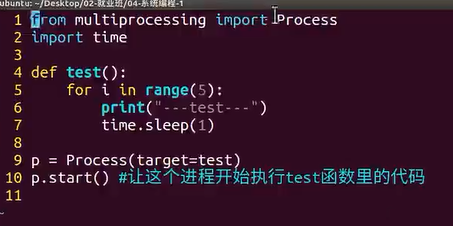 ubuntu: ~/Desktop/02-就业班/04-系统编程-1
1 from multiprocessing import Process
2 import time
3
4 def test():
5     for i in range(5):
6         print("---test---")
7         time.sleep(1)
8
9 p = Process(target=test)
10 p.start() #让这个进程开始执行test函数里的代码
11
~